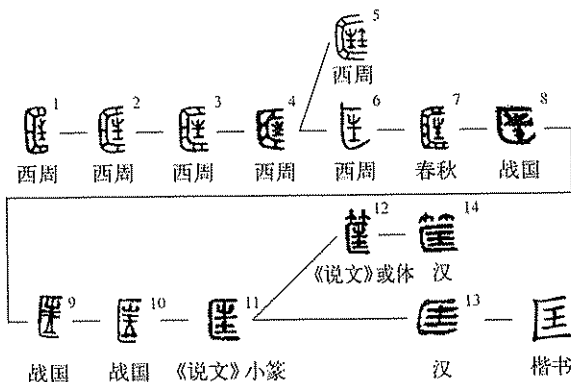 5
西周
1 2 3 4 6 7 8
西周 西周 西周 西周 西周 春秋 战国
12 14
《说文》或体 汉
9 10 11 13 匡
战国 战国 《说文》小篆 汉 楷书